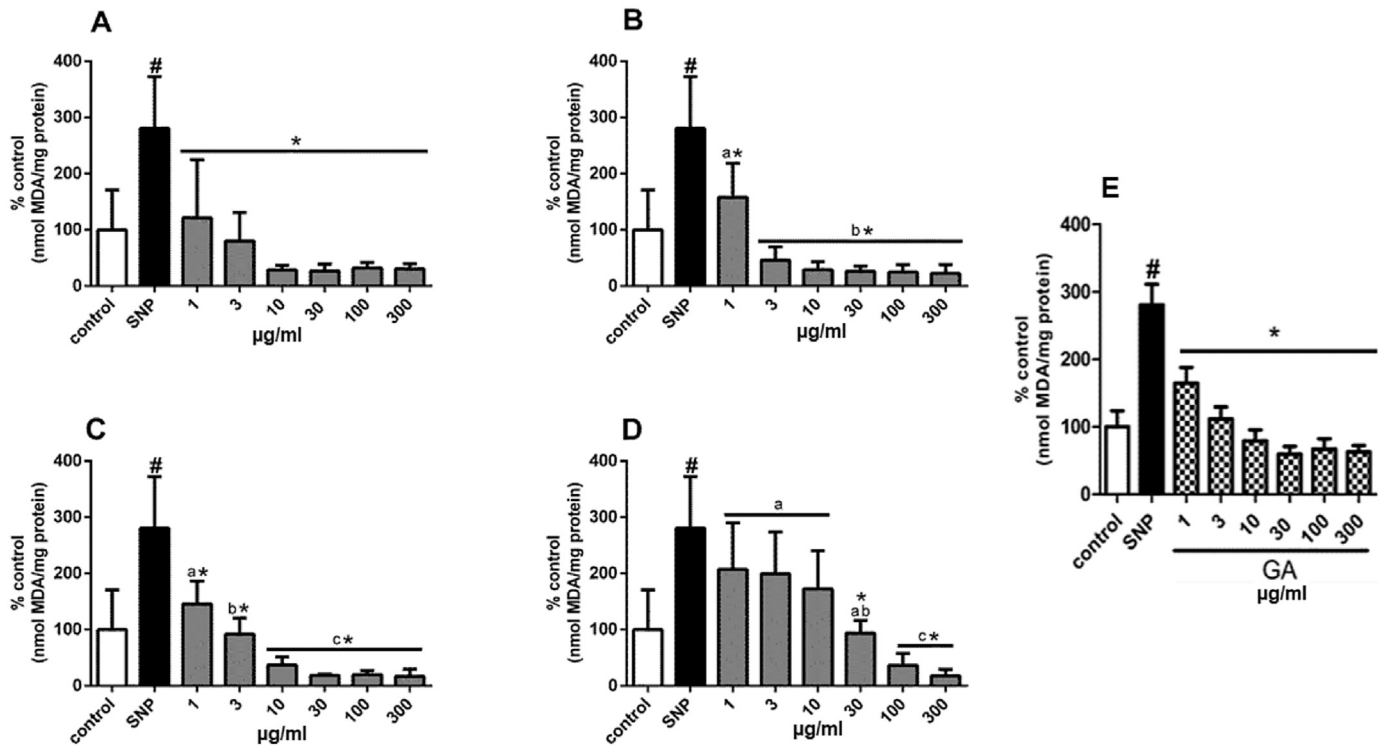 A
% control
(nmol MDA/mg protein)
400
300
200
100
0
#
*
control
SNP
1
3
10
30
100
300
µg/ml
B
% control
(nmol MDA/mg protein)
400
300
200
100
0
#
a*
b*
control
SNP
1
3
10
30
100
300
µg/ml
C
% control
(nmol MDA/mg protein)
400
300
200
100
0
#
a*
b*
c*
control
SNP
1
3
10
30
100
300
µg/ml
D
% control
(nmol MDA/mg protein)
400
300
200
100
0
#
a
*
ab
c*
control
SNP
1
3
10
30
100
300
µg/ml
E
% control
(nmol MDA/mg protein)
400
300
200
100
0
#
*
control
SNP
1
3
10
30
100
300
GA
µg/ml